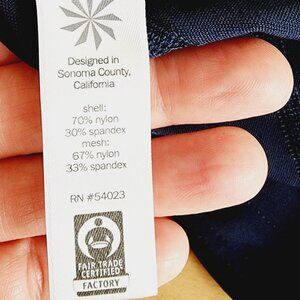 Designed in
Sonoma County,
California
shell:
70% nylon
30% spandex
mesh:
67% nylon
33% spandex
RN #54023
FAIR TRADE
CERTIFIED
FACTORY